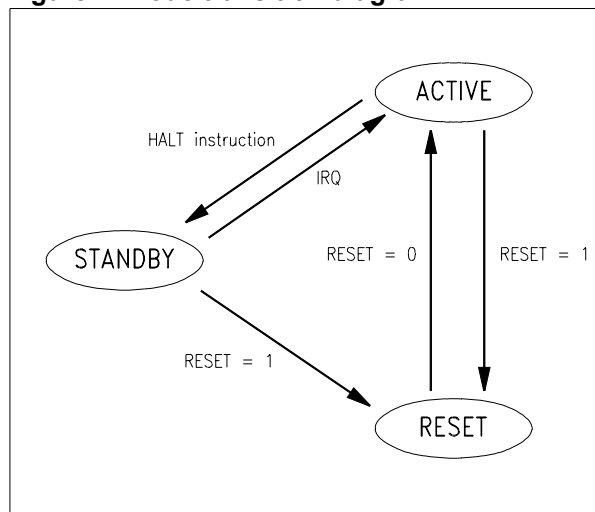 ACTIVE
HALT instruction
IRQ
STANDBY
RESET = 0
RESET = 1
RESET = 1
RESET